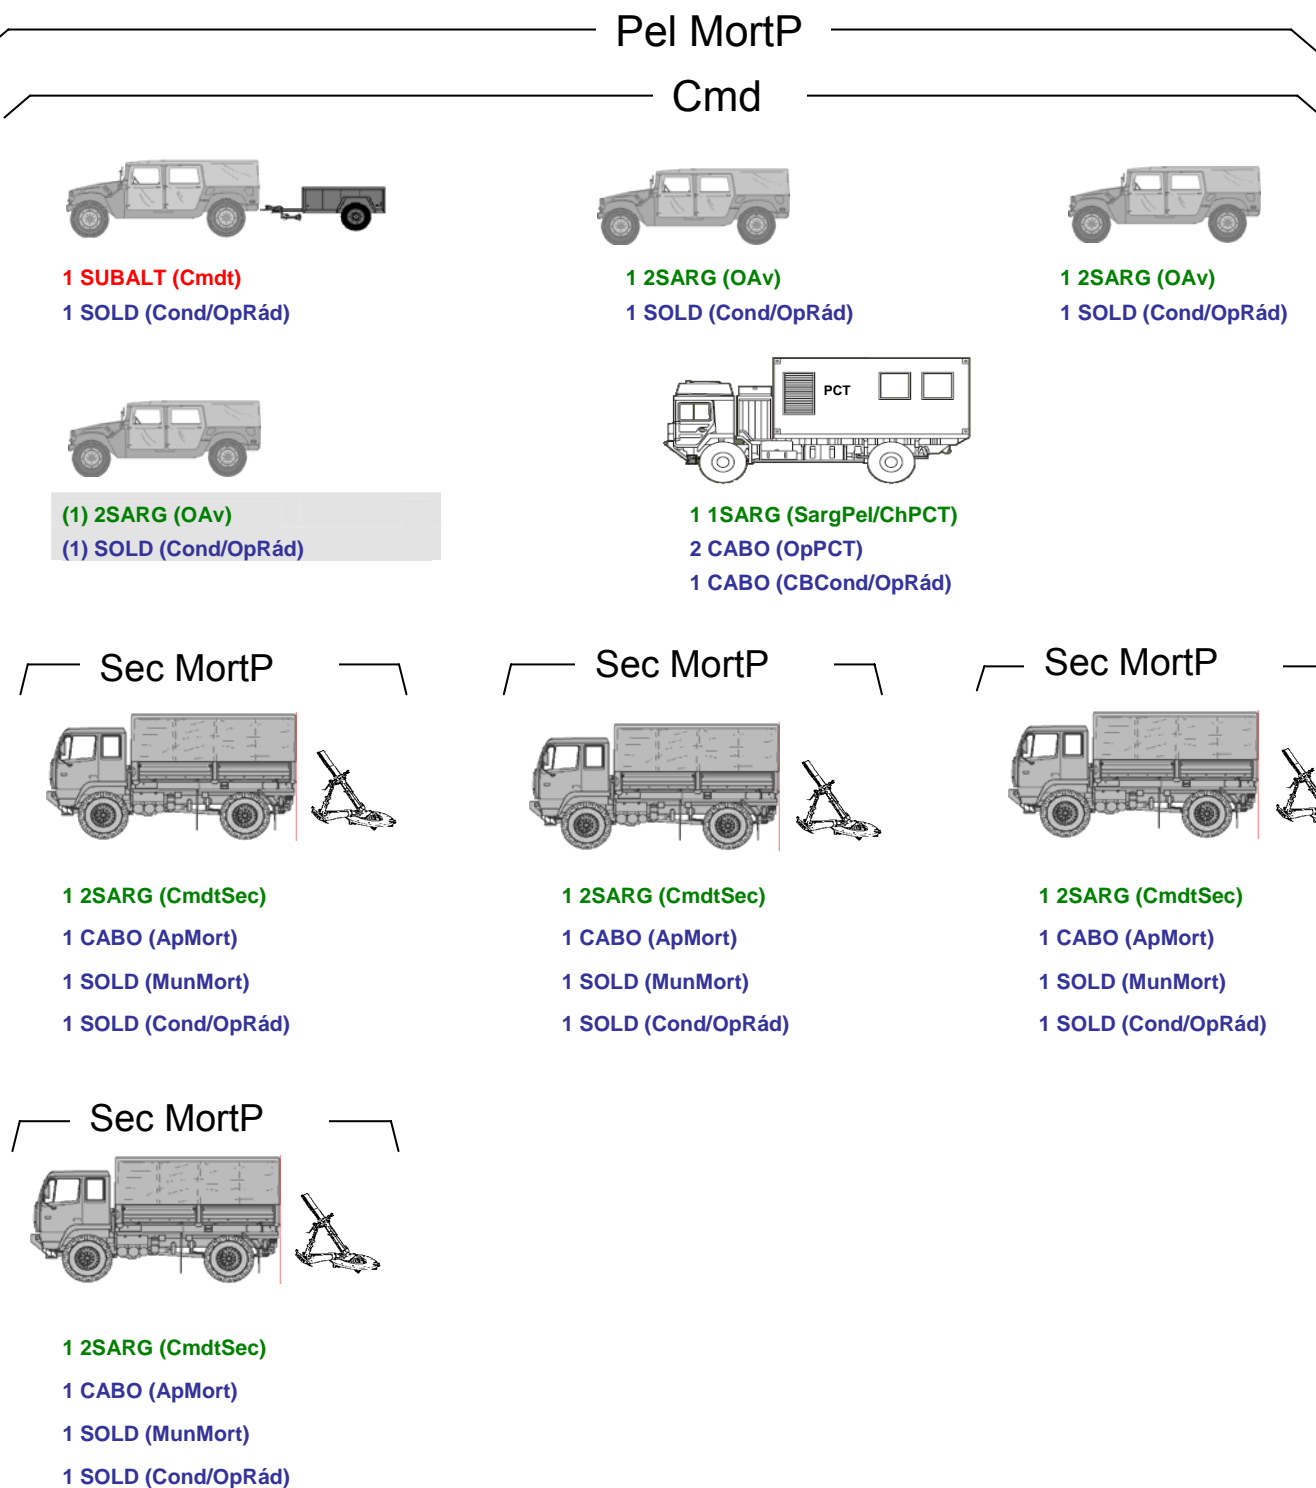 Pel MortP
Cmd
1 SUBALT (Cmdt)
1 SOLD (Cond/OpRád)
1 2SARG (OAv)
1 SOLD (Cond/OpRád)
1 2SARG (OAv)
1 SOLD (Cond/OpRád)
(1) 2SARG (OAv)
(1) SOLD (Cond/OpRád)
PCT
1 1SARG (SargPel/ChPCT)
2 CABO (OpPCT)
1 CABO (CBCond/OpRád)
Sec MortP
1 2SARG (CmdtSec)
1 CABO (ApMort)
1 SOLD (MunMort)
1 SOLD (Cond/OpRád)
Sec MortP
1 2SARG (CmdtSec)
1 CABO (ApMort)
1 SOLD (MunMort)
1 SOLD (Cond/OpRád)
Sec MortP
1 2SARG (CmdtSec)
1 CABO (ApMort)
1 SOLD (MunMort)
1 SOLD (Cond/OpRád)
Sec MortP
1 2SARG (CmdtSec)
1 CABO (ApMort)
1 SOLD (MunMort)
1 SOLD (Cond/OpRád)